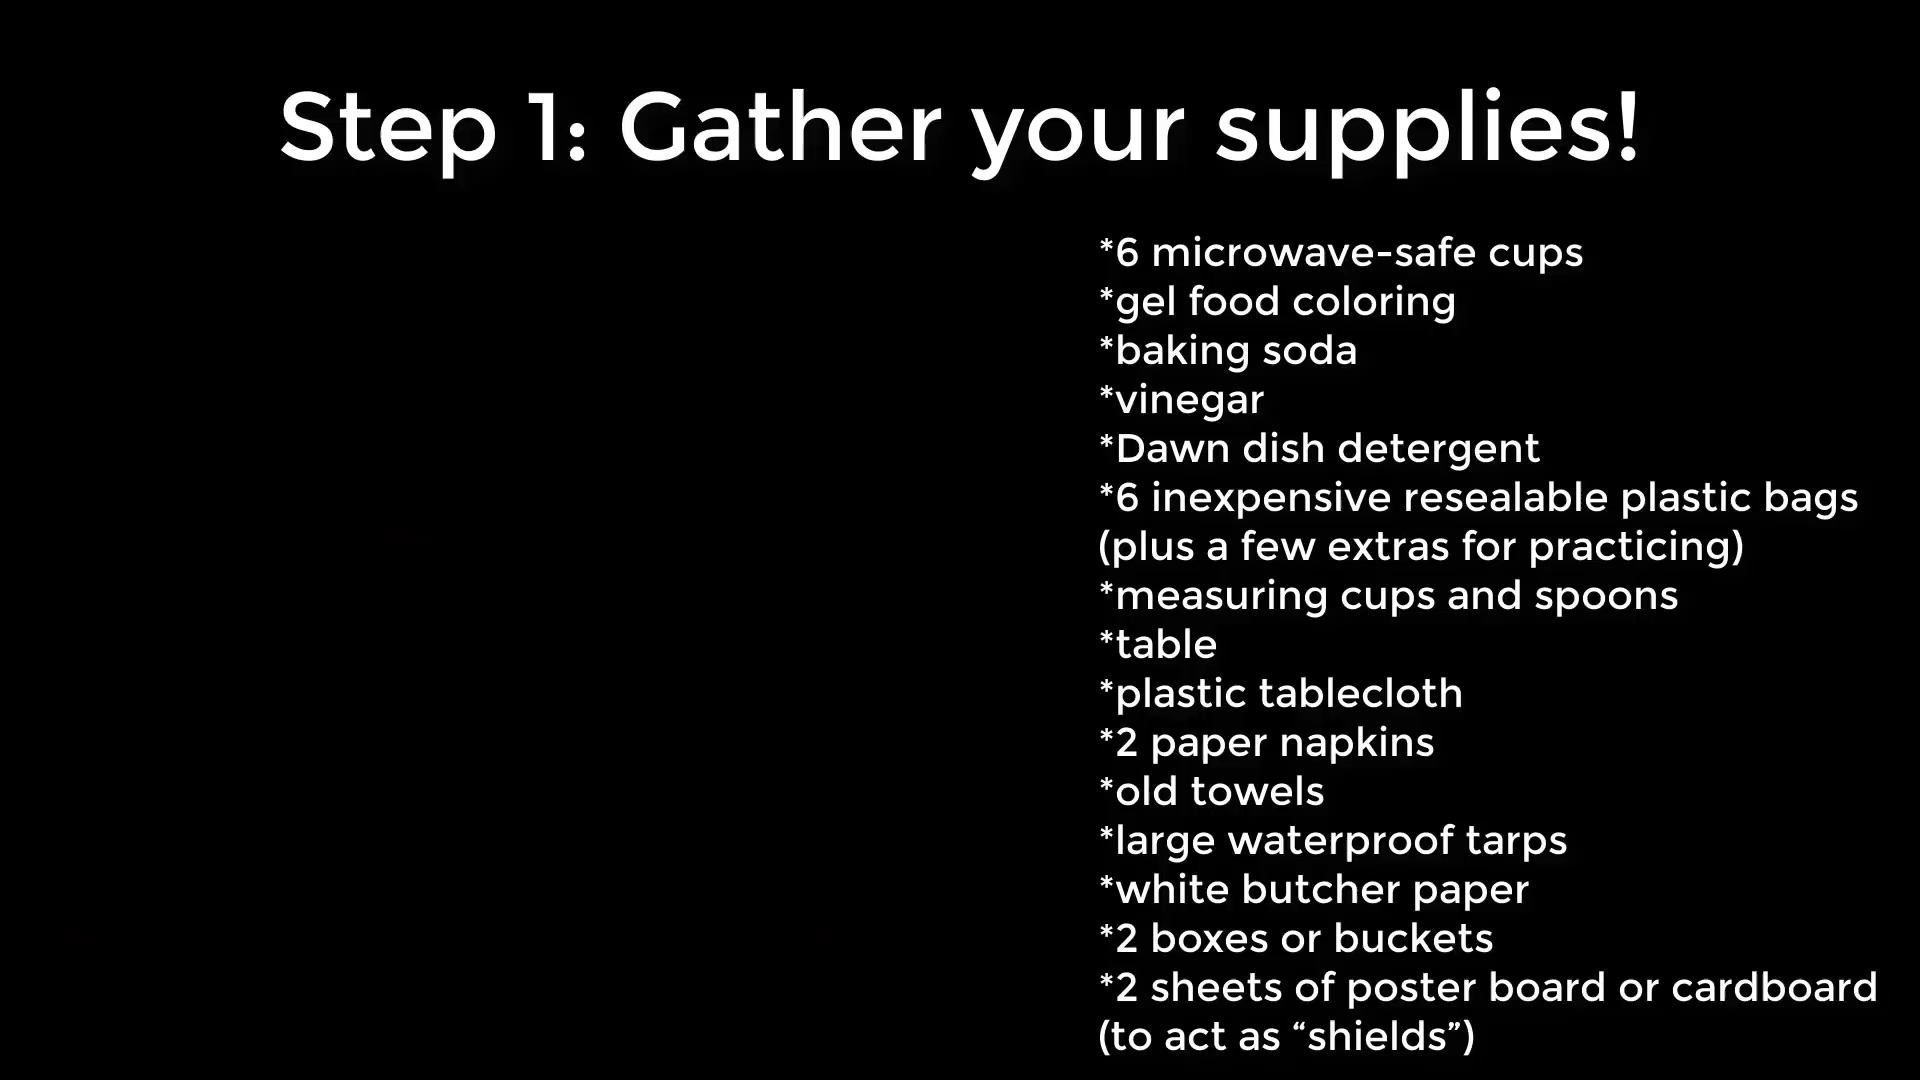 Step 1: Gather your supplies!
*6 microwave-safe cups
*gel food coloring
*baking soda
*vinegar
*Dawn dish detergent
*6 inexpensive resealable plastic bags
(plus a few extras for practicing)
*measuring cups and spoons
*table
*plastic tablecloth
*2 paper napkins
*old towels
*large waterproof tarps
*white butcher paper
*2 boxes or buckets
*2 sheets of poster board or cardboard
(to act as “shields”)